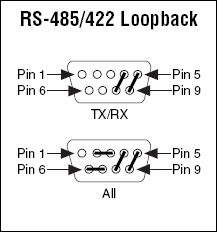 RS-485/422 Loopback
Pin 1 Pin 5
Pin 6 Pin 9
TX/RX
Pin 1 Pin 5
Pin 6 Pin 9
All